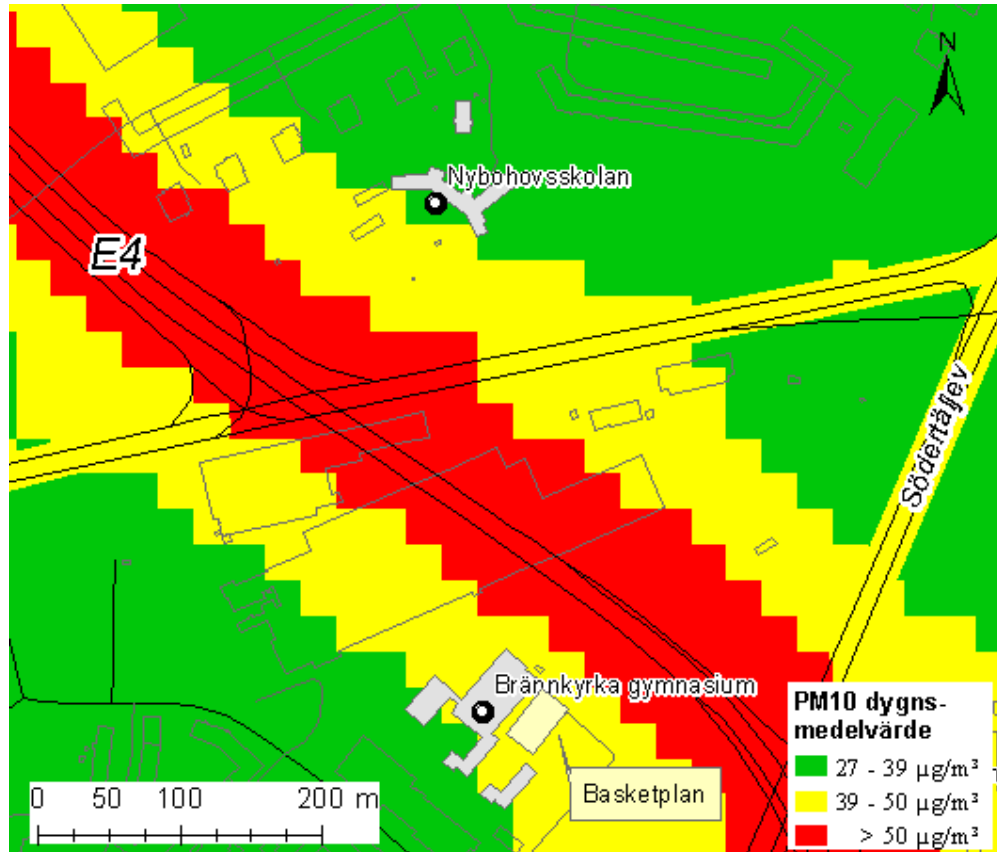 N
Nybohovsskolan
E4
Södertäljev
Brännkyrka gymnasium
Basketplan
0 50 100 200 m
PM10 dygns-
medelvärde
27 - 39 µg/m³
39 - 50 µg/m³
> 50 µg/m³